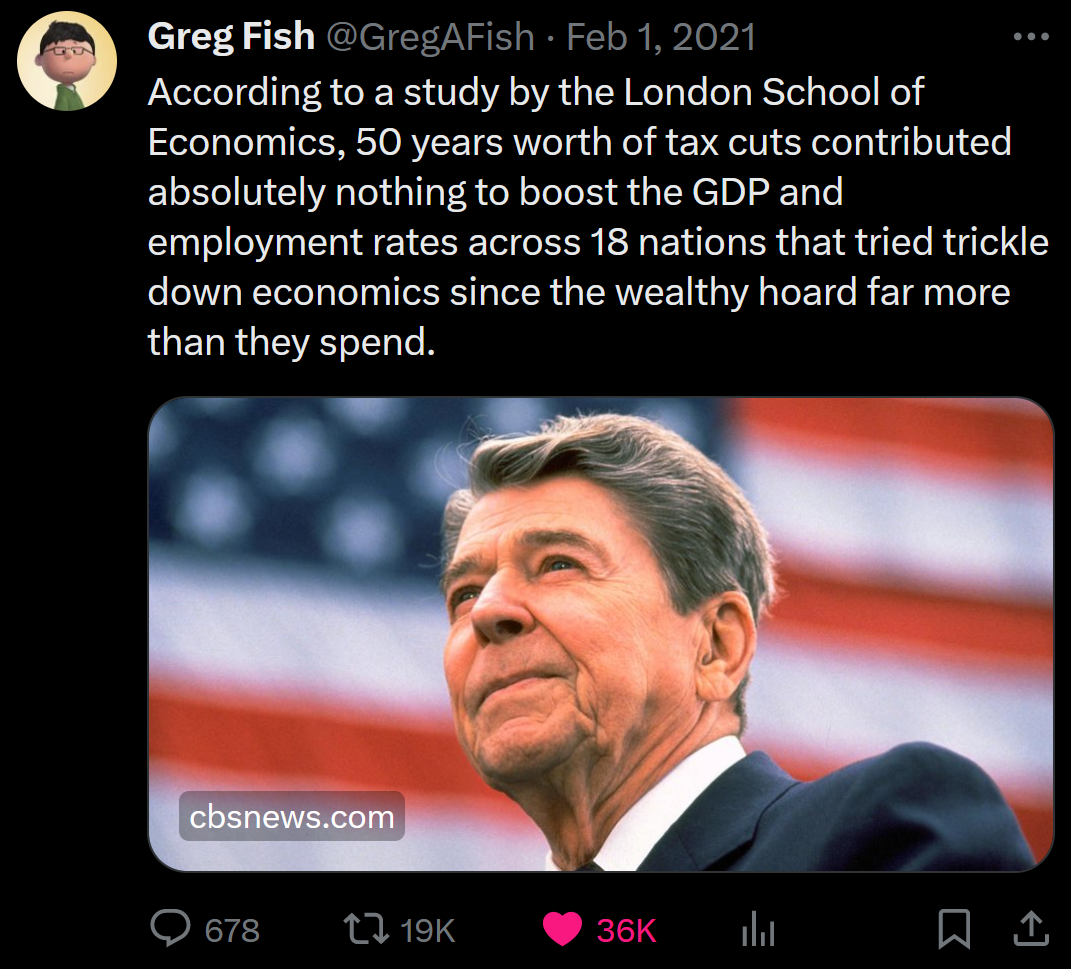 Greg Fish @GregAFish · Feb 1, 2021
According to a study by the London School of
Economics, 50 years worth of tax cuts contributed
absolutely nothing to boost the GDP and
employment rates across 18 nations that tried trickle
down economics since the wealthy hoard far more
than they spend.
cbsnews.com
678 19K 36K